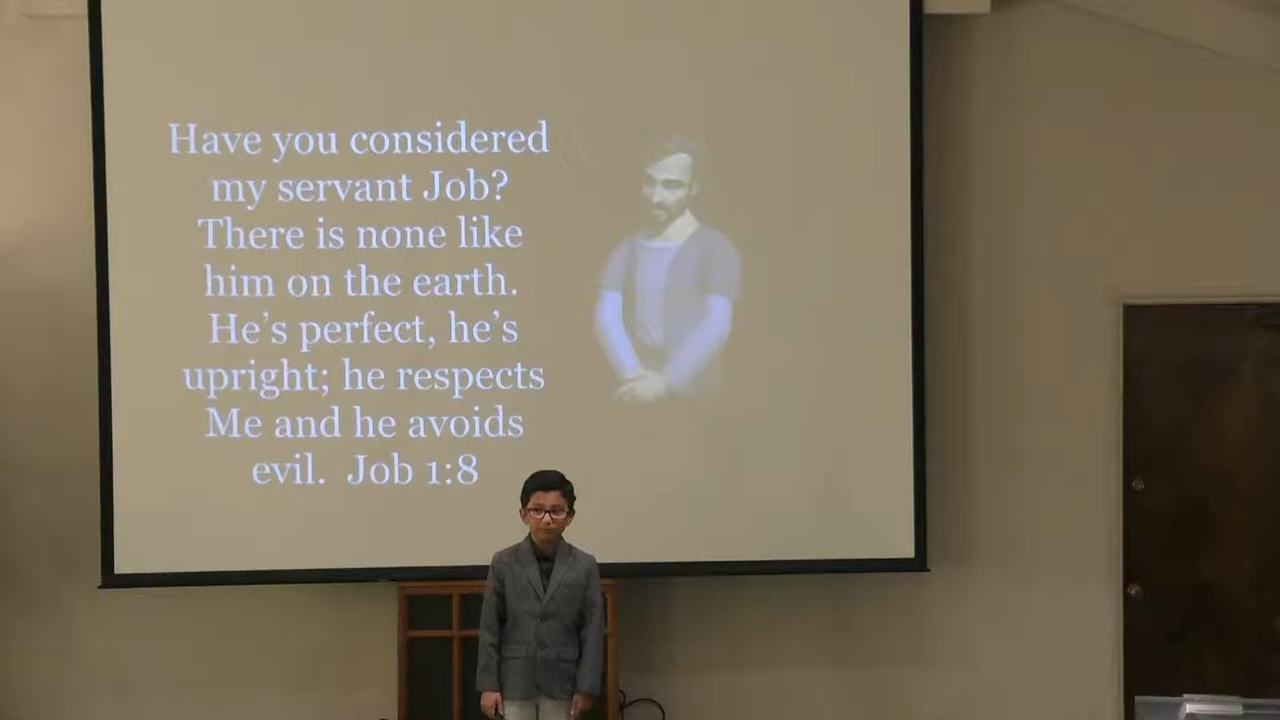 Have you considered
my servant Job?
There is none like
him on the earth.
He's perfect, he's
upright; he respects
Me and he avoids
evil.  Job 1:8